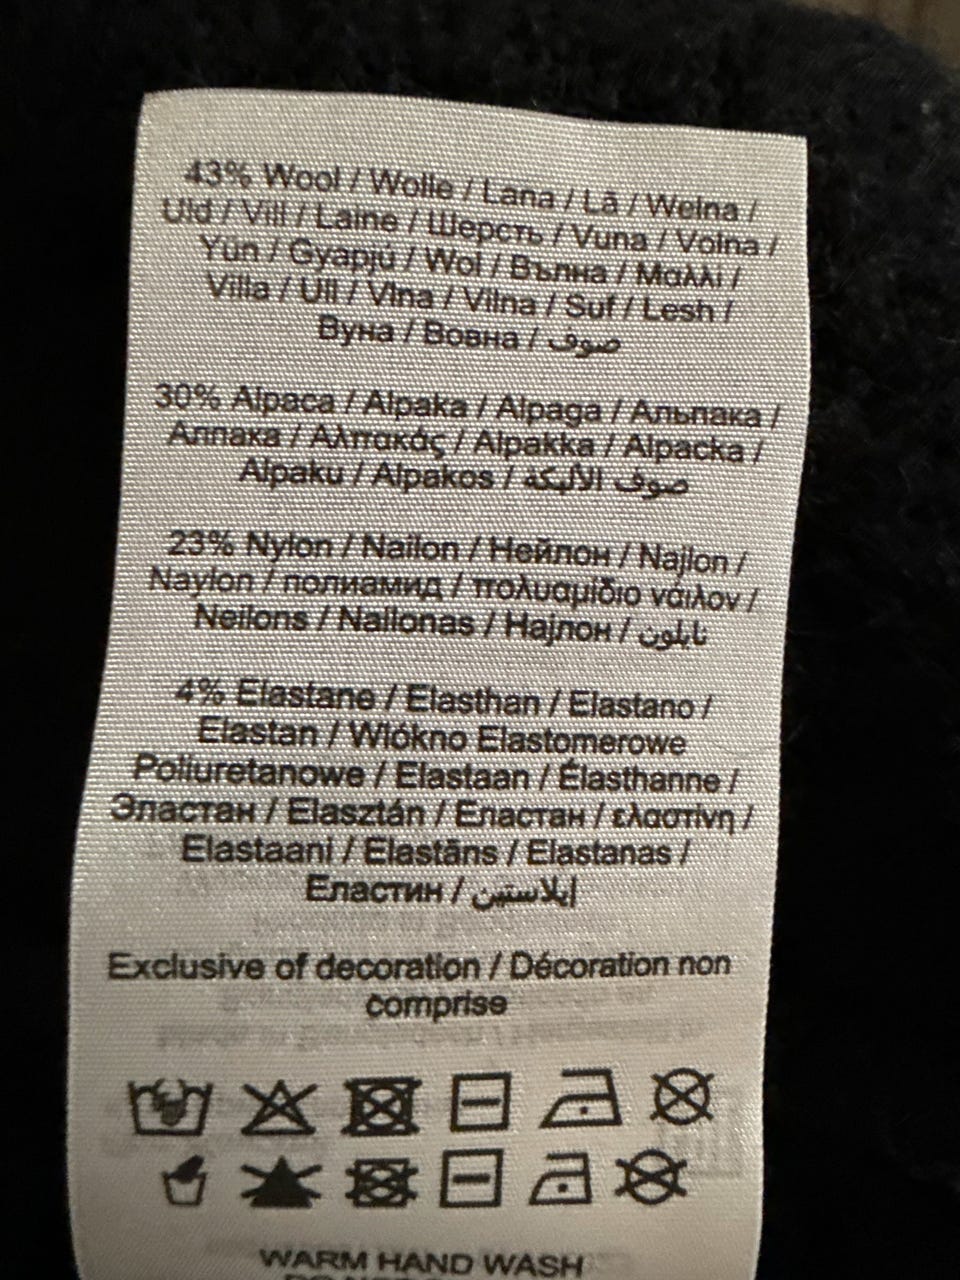 43% Wool / Wolle / Lana / Lã / Wełna /
Uld / Vill / Laine / Шерсть / Vuna / Volna /
Yün / Gyapjú / Wol / Вълна / Μαλλί /
Villa / Ull / Vlna / Vilna / Suf / Lesh /
Вуна / Вовна / صوف
30% Alpaca / Alpaka / Alpaga / Альпака /
Алпака / Αλπακάς / Alpakka / Alpacka /
Alpaku / Alpakos / صوف الألبكة
23% Nylon / Nailon / Нейлон / Najlon /
Naylon / полиамид / πολυαμίδιο νάιλον /
Neilons / Nailonas / Најлон / نايلون
4% Elastane / Elasthan / Elastano /
Elastan / Włókno Elastomerowe
Poliuretanowe / Elastaan / Élasthanne /
Эластан / Elasztán / Еластан / ελαστίνη /
Elastaani / Elastāns / Elastanas /
Еластин / إيلاستين
Exclusive of decoration / Décoration non
comprise
WARM HAND WASH